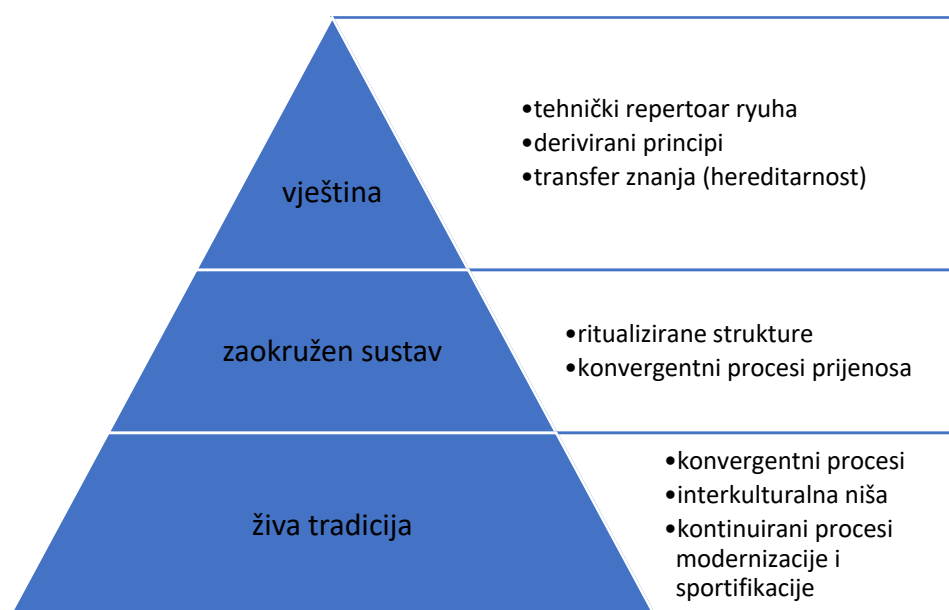 vještina
•tehnički repertoar ryuha
•derivirani principi
•transfer znanja (hereditarnost)
zaokružen sustav
•ritualizirane strukture
•konvergentni procesi prijenosa
živa tradicija
•konvergentni procesi
•interkulturalna niša
•kontinuirani procesi
modernizacije i
sportifikacije